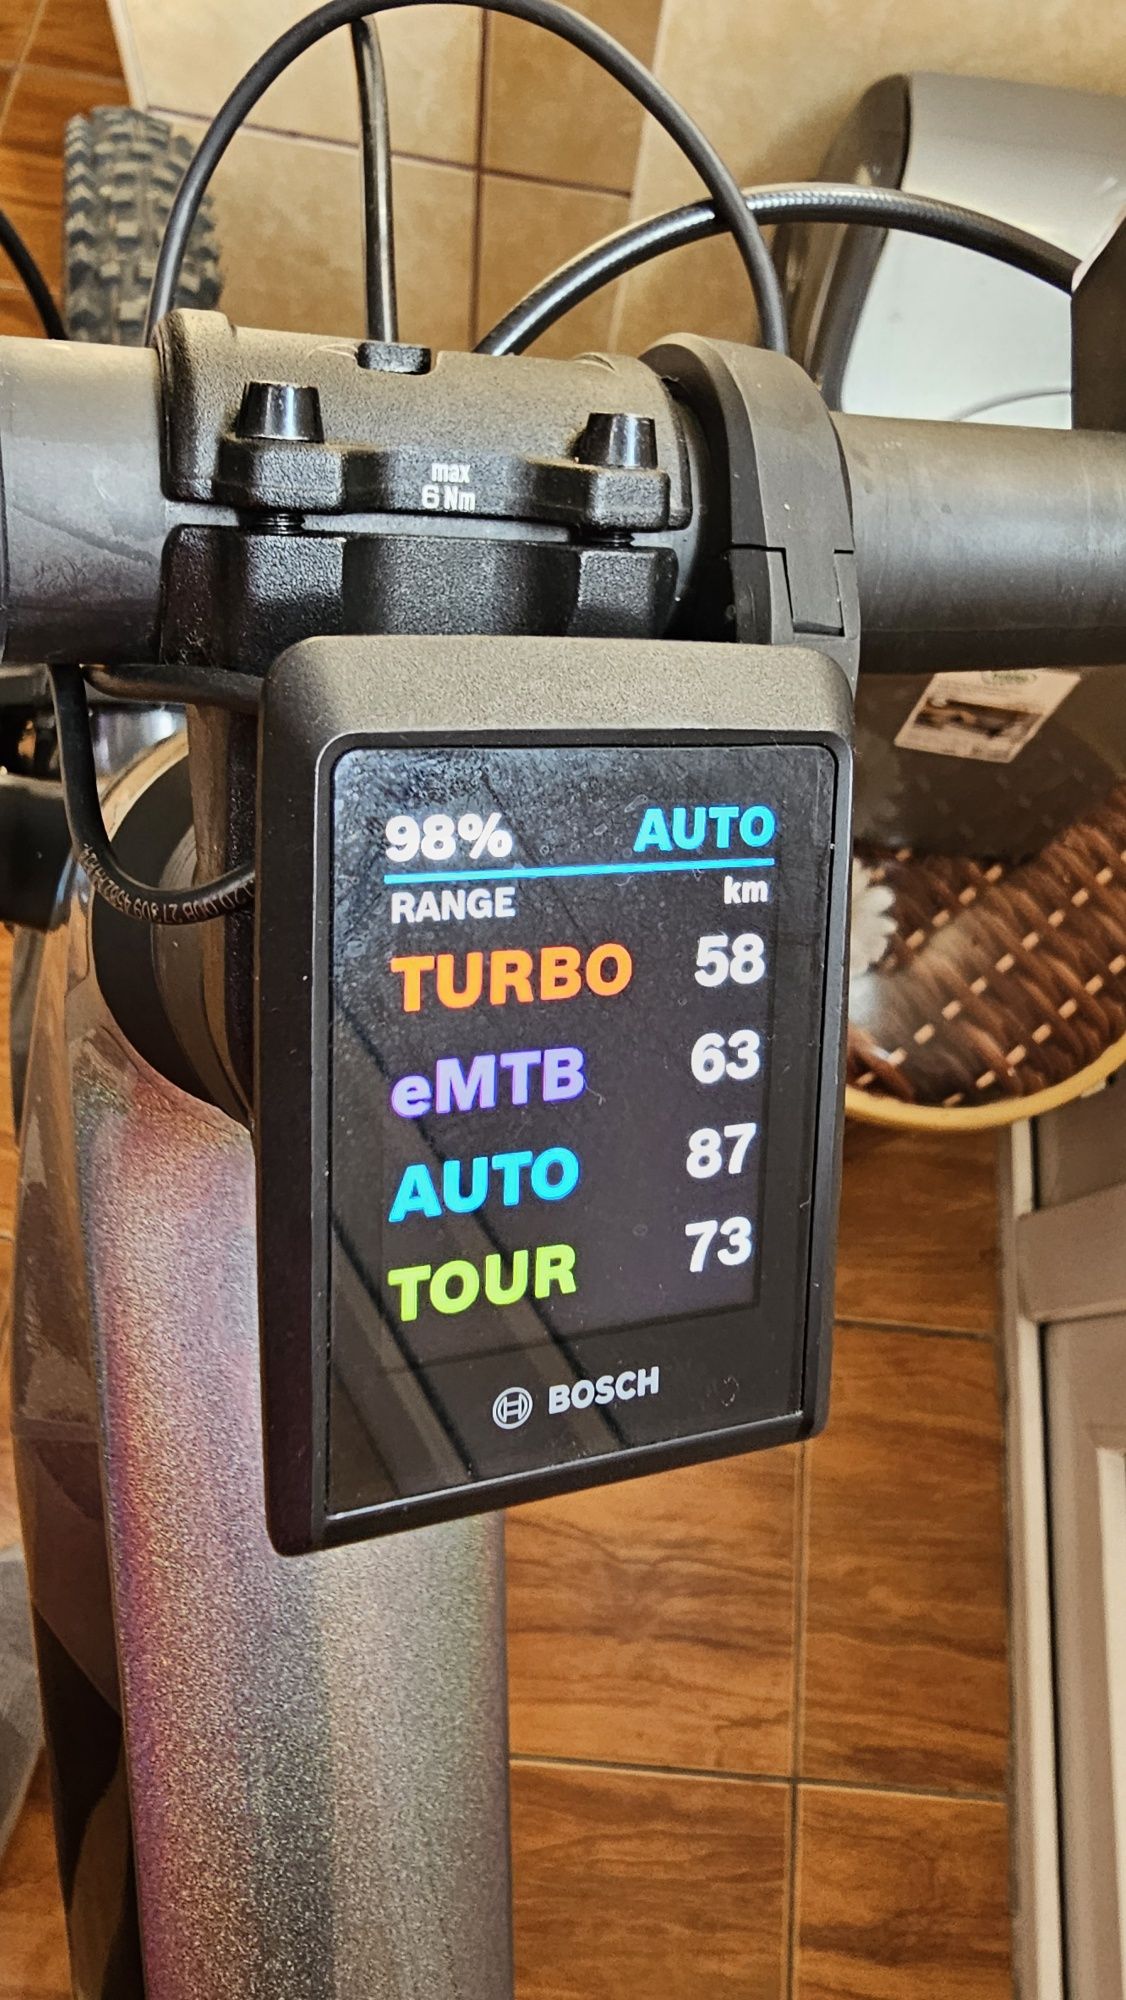 max
6 Nm
98% AUTO
RANGE km
TURBO 58
eMTB 63
AUTO 87
TOUR 73
BOSCH